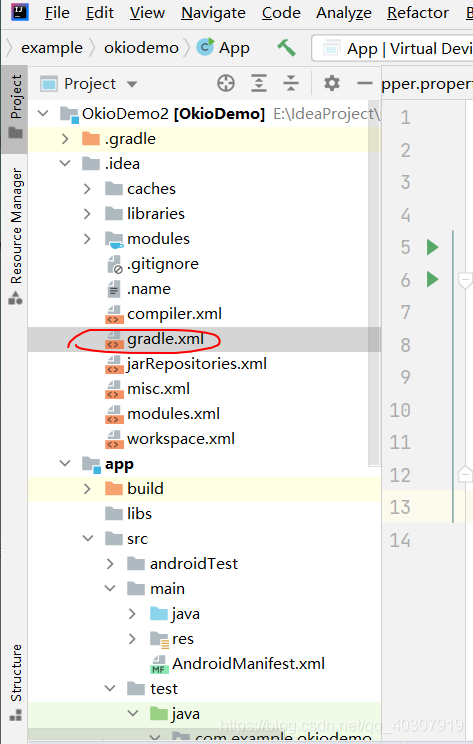 IJ File Edit View Navigate Code Analyze Refactor
example okiodemo C App App | Virtual Devi
Project pper.propert
OkioDemo2 [OkioDemo] E:\IdeaProject\
.gradle
.idea
caches
libraries
modules
.gitignore
.name
compiler.xml
gradle.xml
jarRepositories.xml
misc.xml
modules.xml
workspace.xml
app
build
libs
src
androidTest
main
java
res
MF AndroidManifest.xml
test
java
com.example.okiodemo
Project
Resource Manager
Structure
1
2
3
4
5
6
7
8
9
10
11
12
13
14
https://blog.csdn.net/qq_40307919